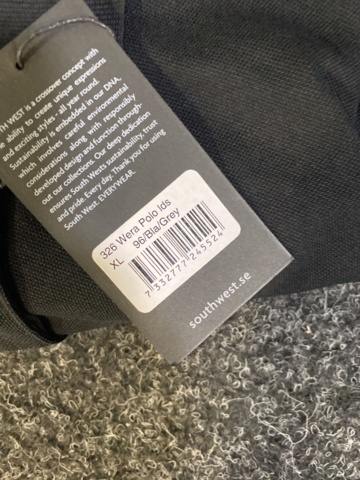 TH WEST is a crossover concept with
he ability to create unique expressions
and exciting styles - all year round.
Sustainability is embedded in our DNA,
which involves careful environmental
considerations along with responsibly
developed design and function through-
out our collections. Our deep dedication
ensures South West's sustainability, trust
and pride. Every day. Thank you for using
South West. EVERYWEAR.
326 Wera Polo lds
XL 96/Bla/Grey
7 332777 245524
southwest.se